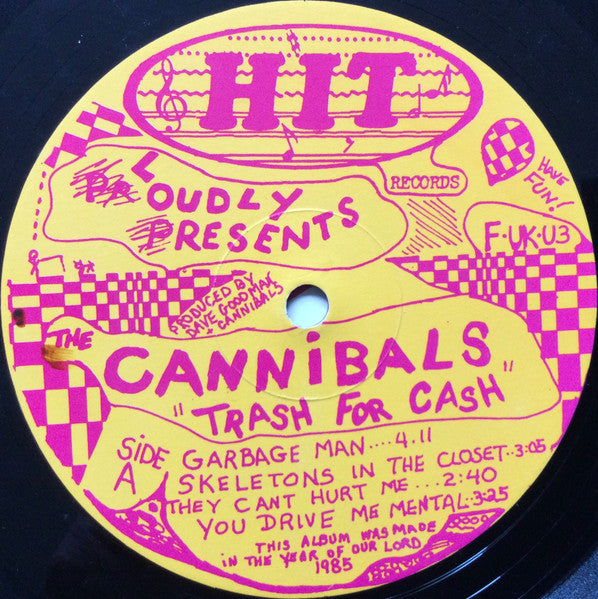 HIT
RECORDS
LOUDLY
PRESENTS
HAVE
FUN!
F·UK·U3
PRODUCED BY
DAVE GOODMAN
+ CANNIBALS
THE
CANNiBALS
"TRASH FOR CASH"
SiDE
A
GARBAGE MAN....4.11
SKELETONS IN THE CLOSET..3:05
THEY CANT HURT ME...2:40
YOU DRIVE ME MENTAL.:3:25
THIS ALBUM WAS MADE
IN THE YEAR OF OUR LORD
1985